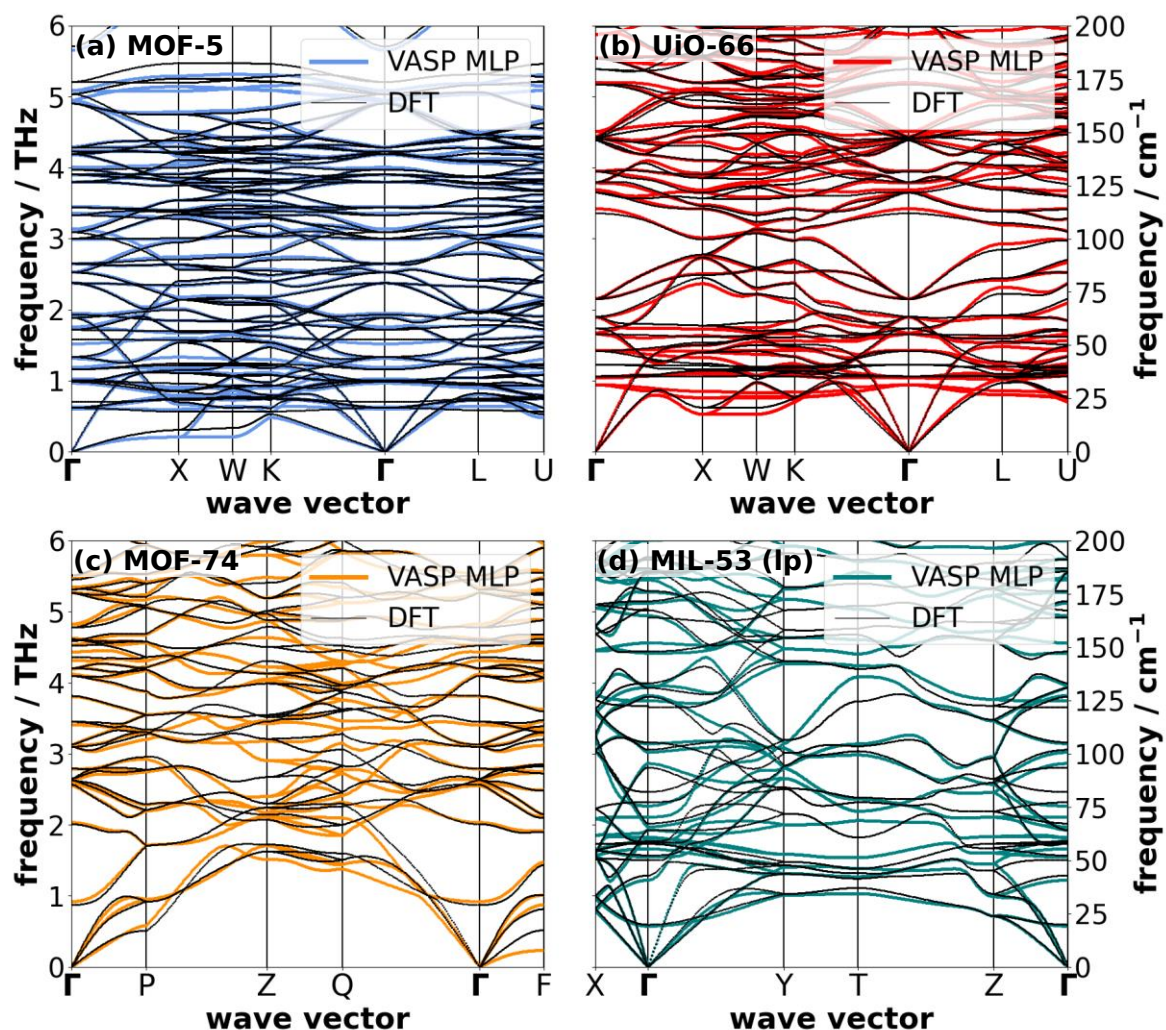 (a) MOF-5
VASP MLP
DFT
frequency / THz
6
5
4
3
2
1
0
Γ X W K Γ L U
wave vector
(b) UiO-66
VASP MLP
DFT
200
175
150
125
100
75
50
25
0
frequency / cm⁻¹
Γ X W K Γ L U
wave vector
(c) MOF-74
VASP MLP
DFT
frequency / THz
6
5
4
3
2
1
0
Γ P Z Q Γ F
wave vector
(d) MIL-53 (lp)
VASP MLP
DFT
200
175
150
125
100
75
50
25
0
frequency / cm⁻¹
X Γ Y T Z Γ
wave vector